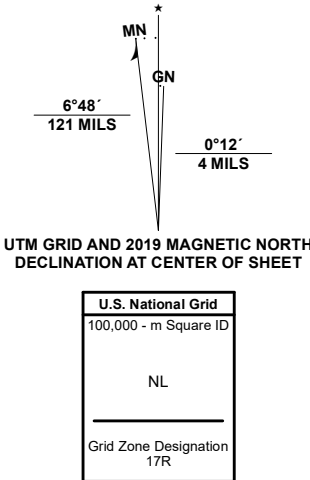 MN
GN
6°48´
121 MILS
0°12´
4 MILS
UTM GRID AND 2019 MAGNETIC NORTH
DECLINATION AT CENTER OF SHEET
U.S. National Grid
100,000 - m Square ID
NL
Grid Zone Designation
17R